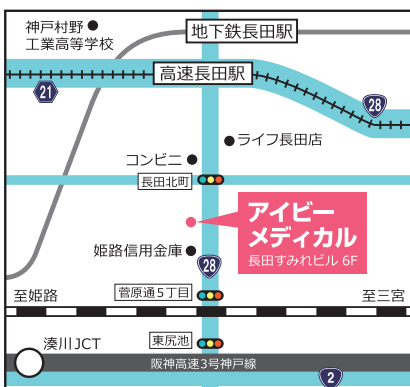 神戸村野
工業高等学校
地下鉄長田駅
高速長田駅
21
28
ライフ長田店
コンビニ
長田北町
アイビー
メディカル
長田すみれビル 6F
姫路信用金庫
28
至姫路
菅原通5丁目
至三宮
湊川JCT
東尻池
阪神高速3号神戸線
2